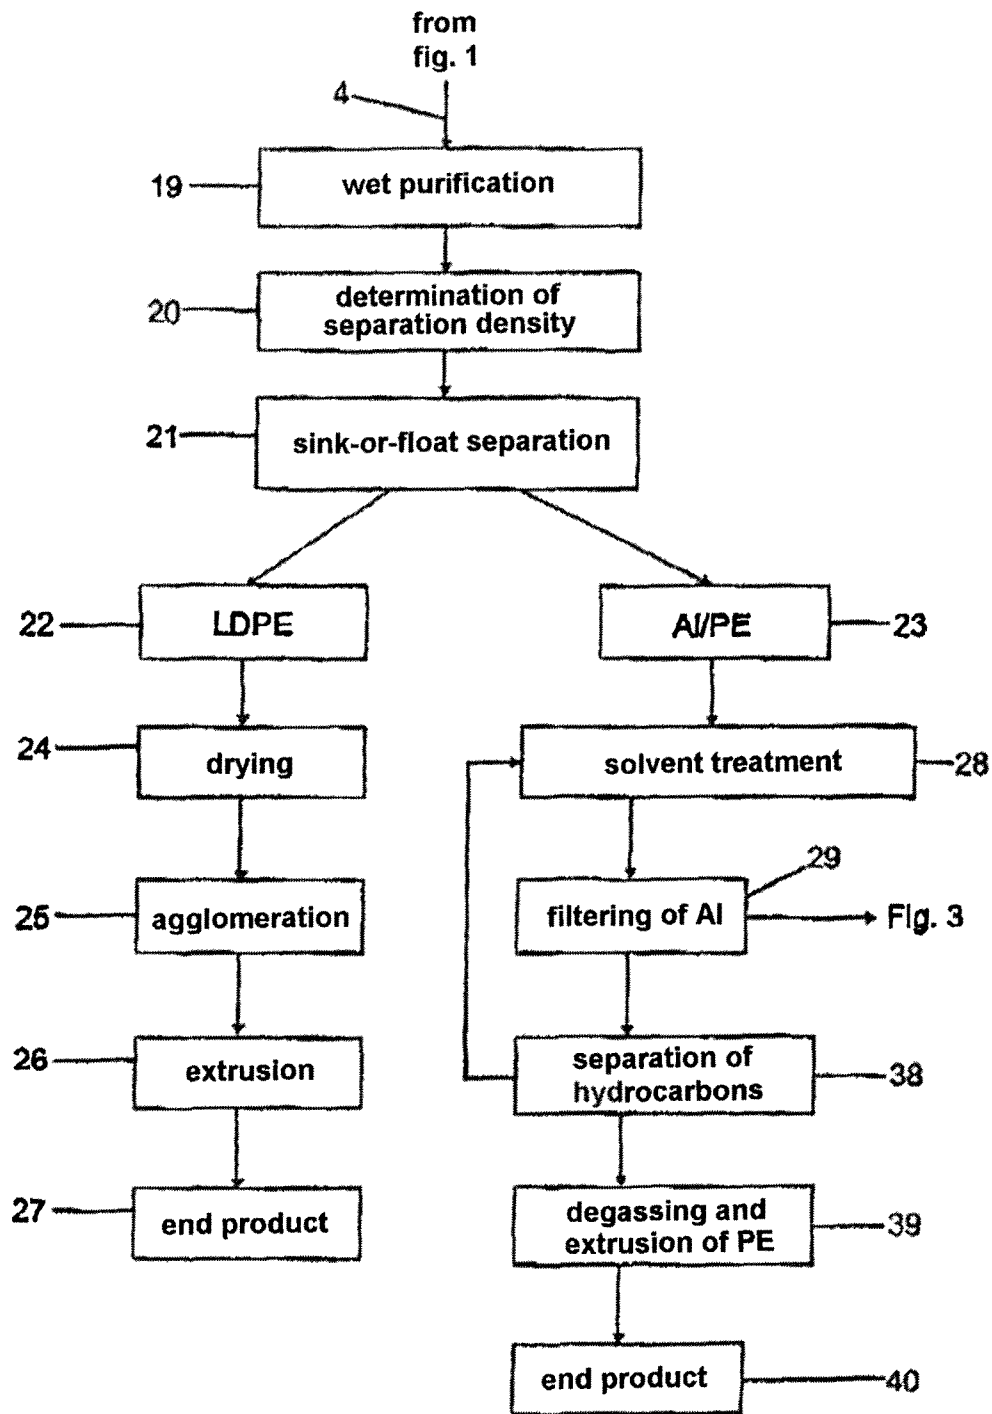 from
fig. 1
4
19
wet purification
20
determination of
separation density
21
sink-or-float separation
22
LDPE
Al/PE
23
24
drying
solvent treatment
28
25
agglomeration
filtering of Al
29
Fig. 3
26
extrusion
separation of
hydrocarbons
38
27
end product
degassing and
extrusion of PE
39
end product
40